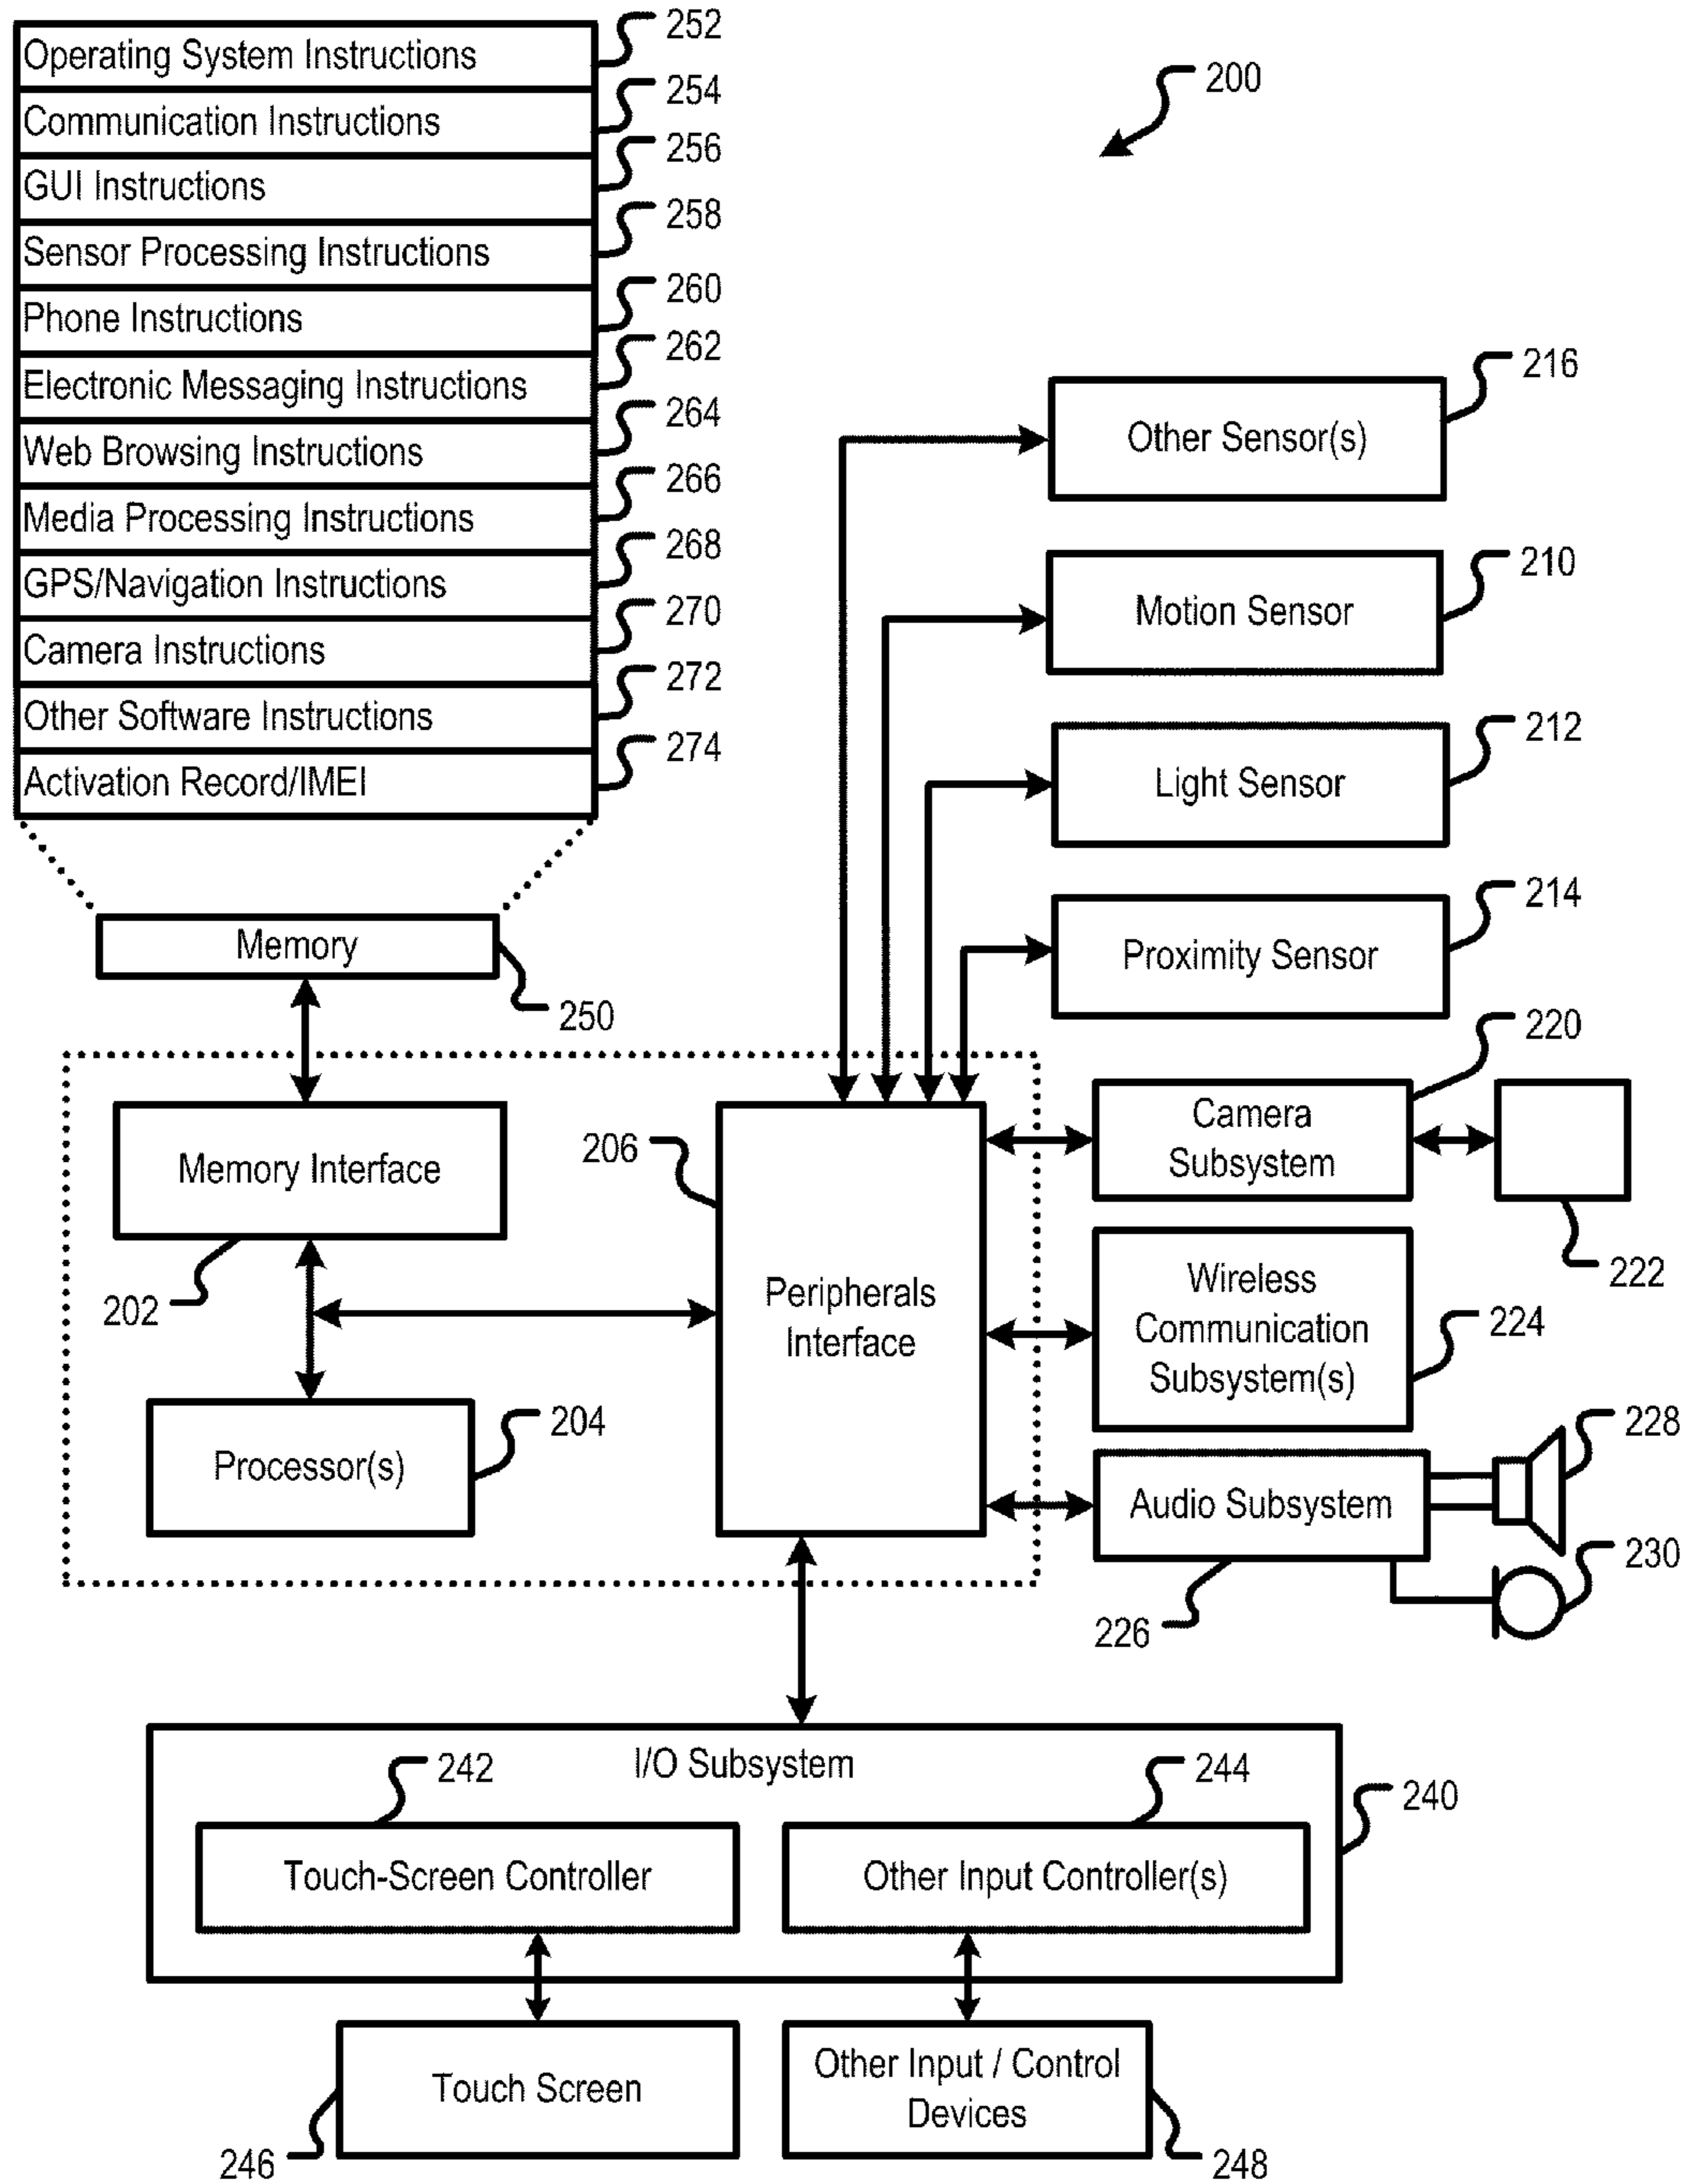 Operating System Instructions
252
Communication Instructions
254
GUI Instructions
256
Sensor Processing Instructions
258
Phone Instructions
260
Electronic Messaging Instructions
262
Web Browsing Instructions
264
Media Processing Instructions
266
GPS/Navigation Instructions
268
Camera Instructions
270
Other Software Instructions
272
Activation Record/IMEI
274
200
Memory
250
Other Sensor(s)
216
Motion Sensor
210
Light Sensor
212
Proximity Sensor
214
Memory Interface
202
Processor(s)
204
206
Peripherals
Interface
Camera
Subsystem
220
222
Wireless
Communication
Subsystem(s)
224
Audio Subsystem
226
228
230
I/O Subsystem
240
242
Touch-Screen Controller
244
Other Input Controller(s)
Touch Screen
246
Other Input / Control
Devices
248